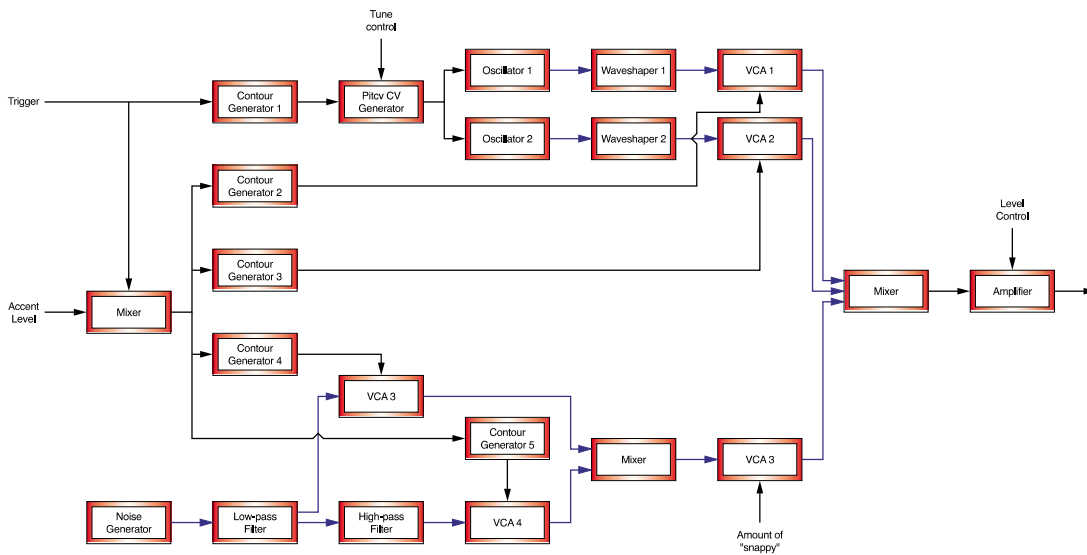 Tune
control
Oscillator 1
Waveshaper 1
VCA 1
Trigger
Contour
Generator 1
Pitcv CV
Generator
Oscillator 2
Waveshaper 2
VCA 2
Contour
Generator 2
Level
Control
Contour
Generator 3
Accent
Level
Mixer
Mixer
Amplifier
Contour
Generator 4
VCA 3
Contour
Generator 5
Mixer
VCA 3
Noise
Generator
Low-pass
Filter
High-pass
Filter
VCA 4
Amount of
"snappy"